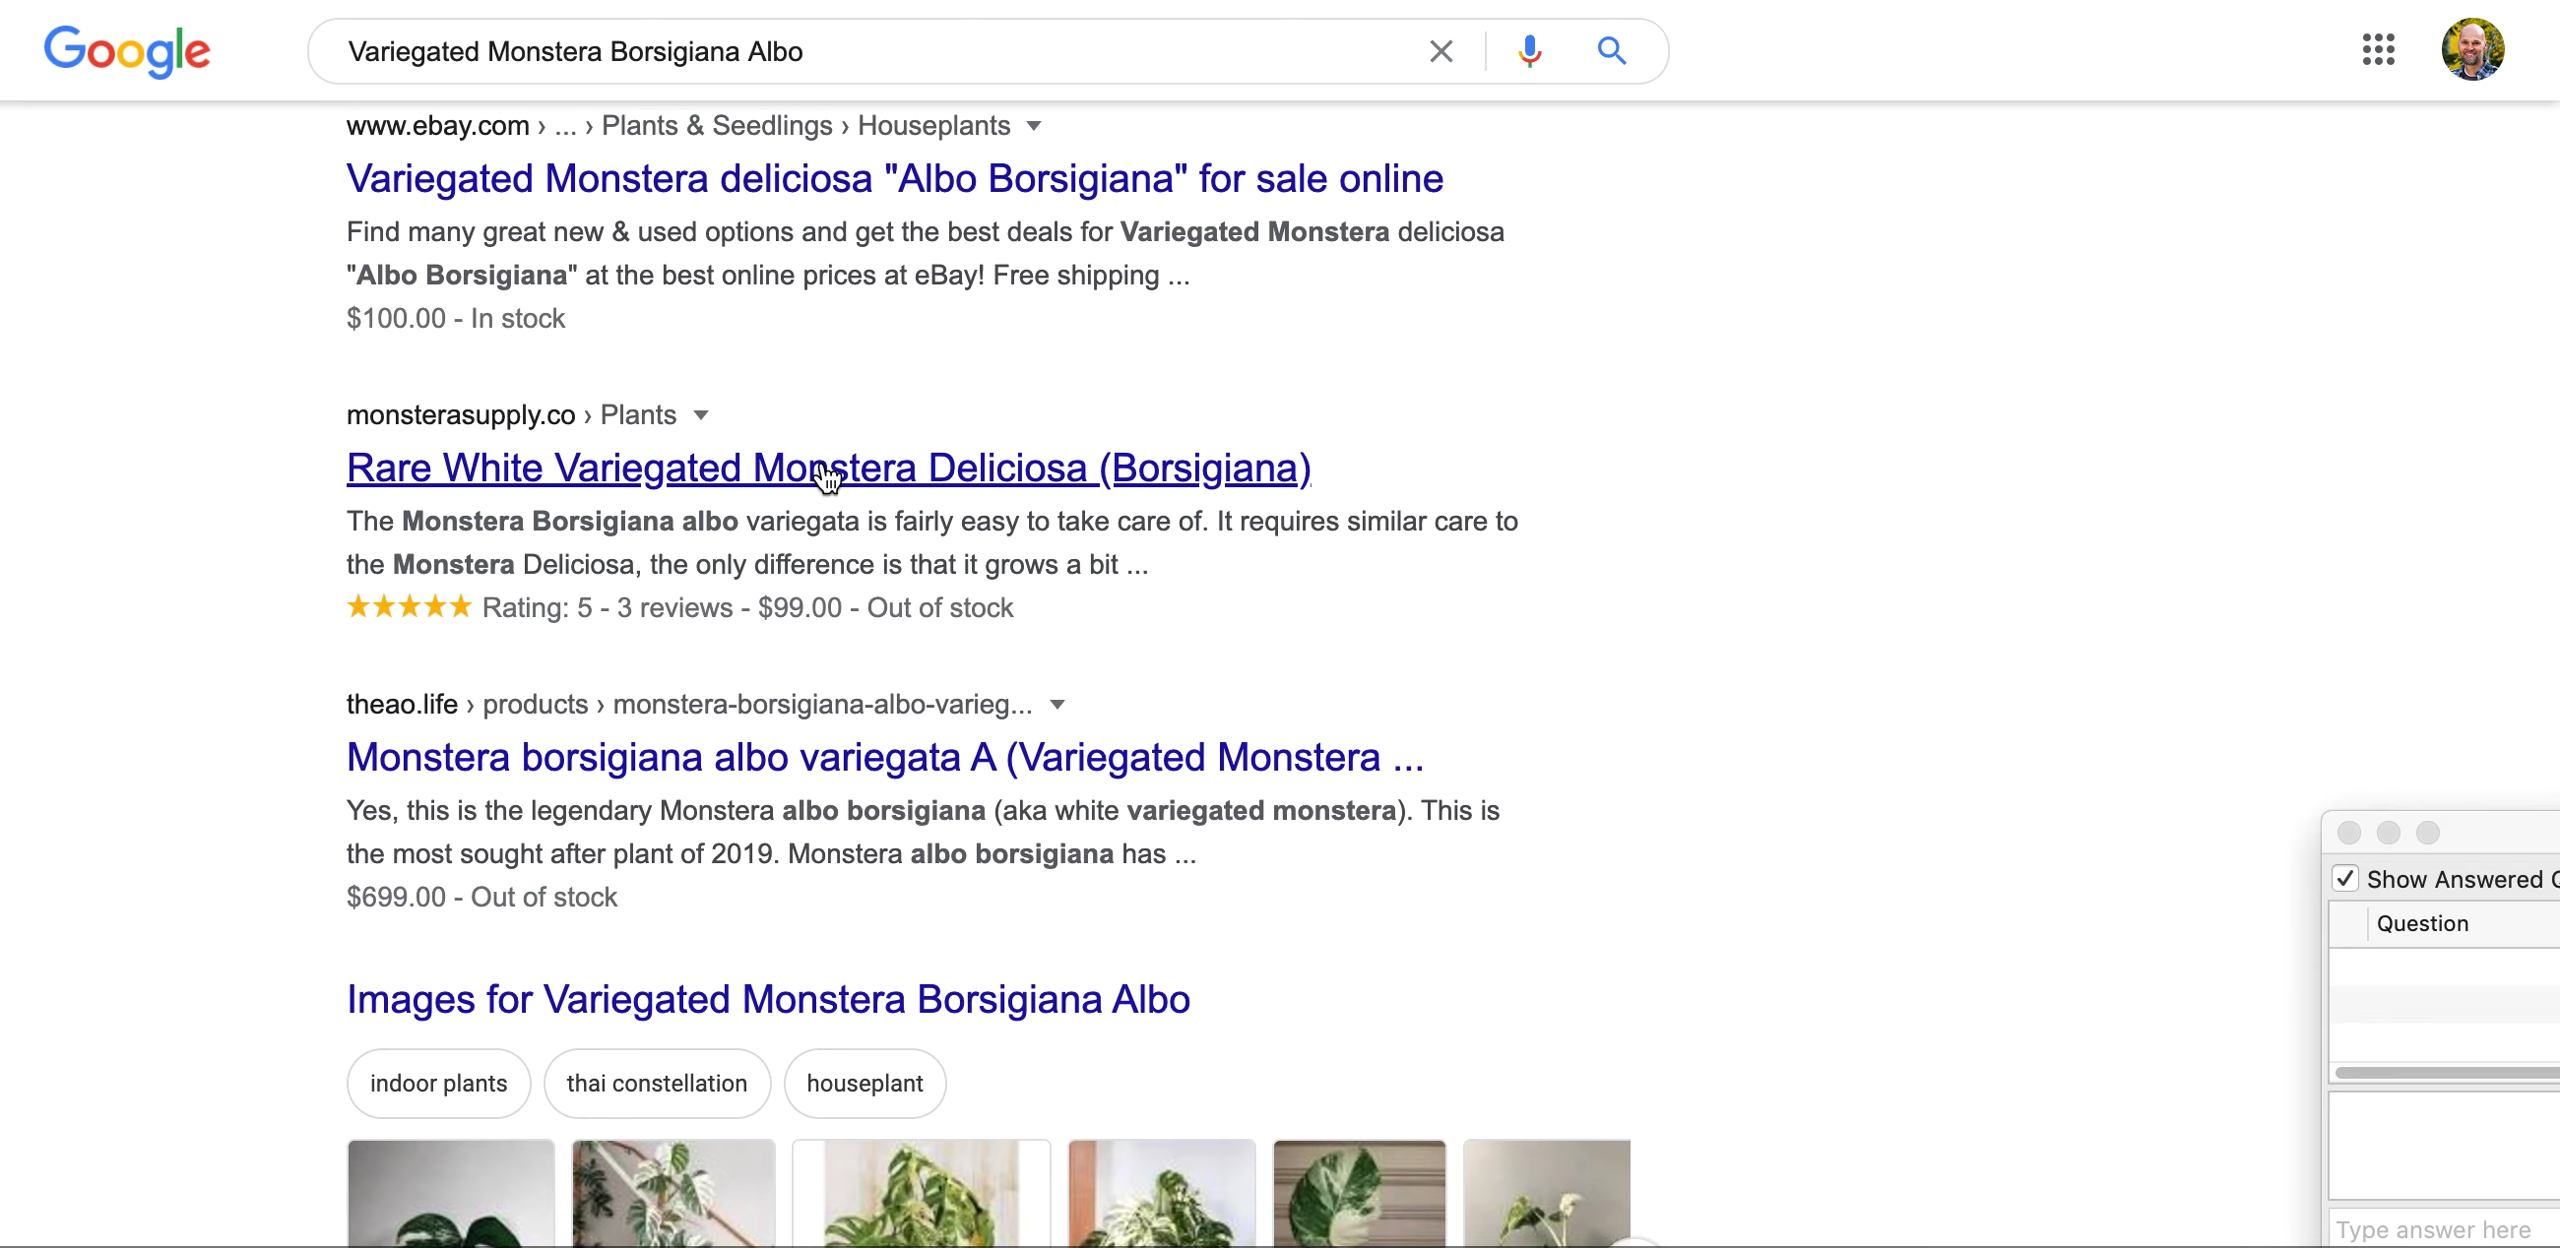 Google
Variegated Monstera Borsigiana Albo
www.ebay.com › ... › Plants & Seedlings › Houseplants
Variegated Monstera deliciosa "Albo Borsigiana" for sale online
Find many great new & used options and get the best deals for Variegated Monstera deliciosa
"Albo Borsigiana" at the best online prices at eBay! Free shipping ...
$100.00 - In stock
monsterasupply.co › Plants
Rare White Variegated Monstera Deliciosa (Borsigiana)
The Monstera Borsigiana albo variegata is fairly easy to take care of. It requires similar care to
the Monstera Deliciosa, the only difference is that it grows a bit ...
★★★★★ Rating: 5 - 3 reviews - $99.00 - Out of stock
theao.life › products › monstera-borsigiana-albo-varieg...
Monstera borsigiana albo variegata A (Variegated Monstera ...
Yes, this is the legendary Monstera albo borsigiana (aka white variegated monstera). This is
the most sought after plant of 2019. Monstera albo borsigiana has ...
$699.00 - Out of stock
Images for Variegated Monstera Borsigiana Albo
indoor plants
thai constellation
houseplant
Show Answered
Question
Type answer here